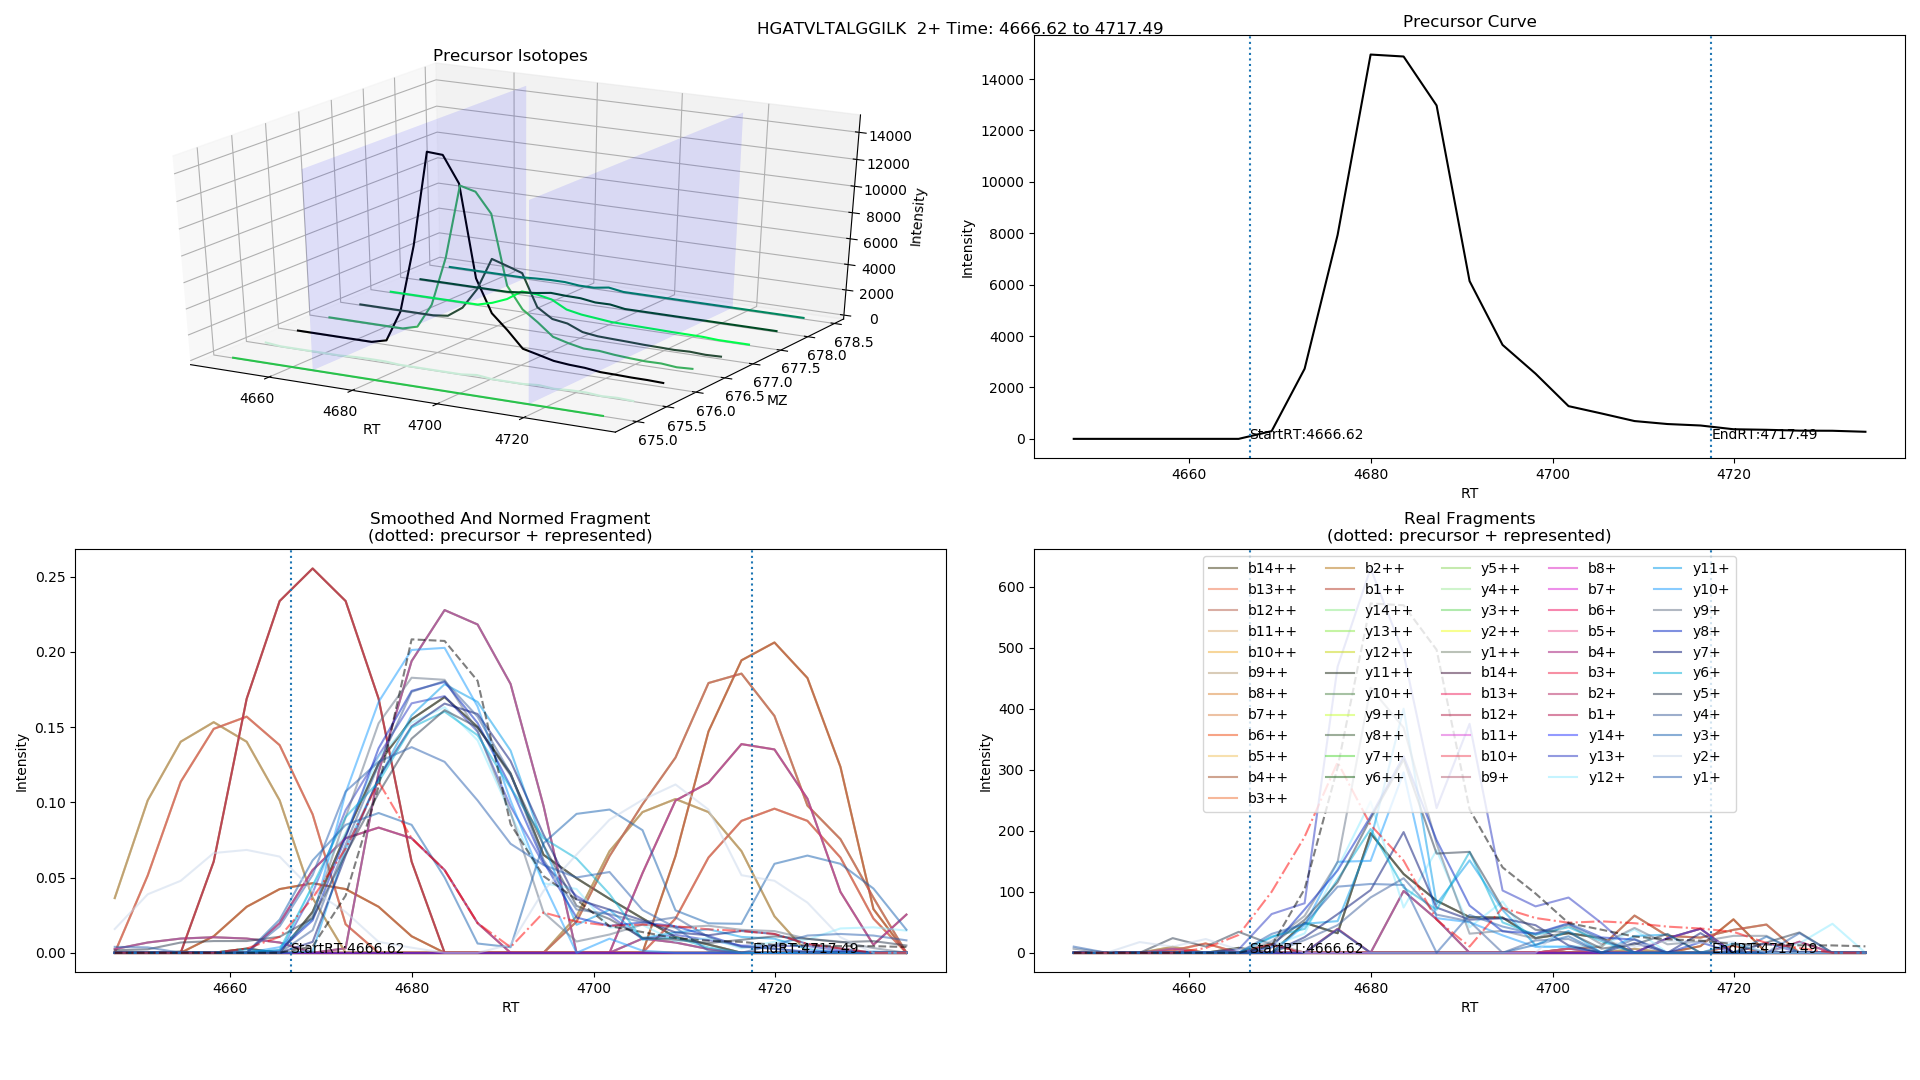 HGATVLTALGGILK  2+ Time: 4666.62 to 4717.49
Precursor Isotopes
14000
12000
10000
8000
6000
4000
2000
0
Intensity
4660
4680
4700
4720
RT
675.0
675.5
676.0
676.5
677.0
677.5
678.0
678.5
MZ
Precursor Curve
14000
12000
10000
8000
6000
4000
2000
0
Intensity
StartRT:4666.62
EndRT:4717.49
4660
4680
4700
4720
RT
Smoothed And Normed Fragment
(dotted: precursor + represented)
0.25
0.20
0.15
0.10
0.05
0.00
Intensity
StartRT:4666.62
EndRT:4717.49
4660
4680
4700
4720
RT
Real Fragments
(dotted: precursor + represented)
600
500
400
300
200
100
0
Intensity
b14++
b13++
b12++
b11++
b10++
b9++
b8++
b7++
b6++
b5++
b4++
b3++
b2++
b1++
y14++
y13++
y12++
y11++
y10++
y9++
y8++
y7++
y6++
y5++
y4++
y3++
y2++
y1++
b14+
b13+
b12+
b11+
b10+
b9+
b8+
b7+
b6+
b5+
b4+
b3+
b2+
b1+
y14+
y13+
y12+
y11+
y10+
y9+
y8+
y7+
y6+
y5+
y4+
y3+
y2+
y1+
StartRT:4666.62
EndRT:4717.49
4660
4680
4700
4720
RT